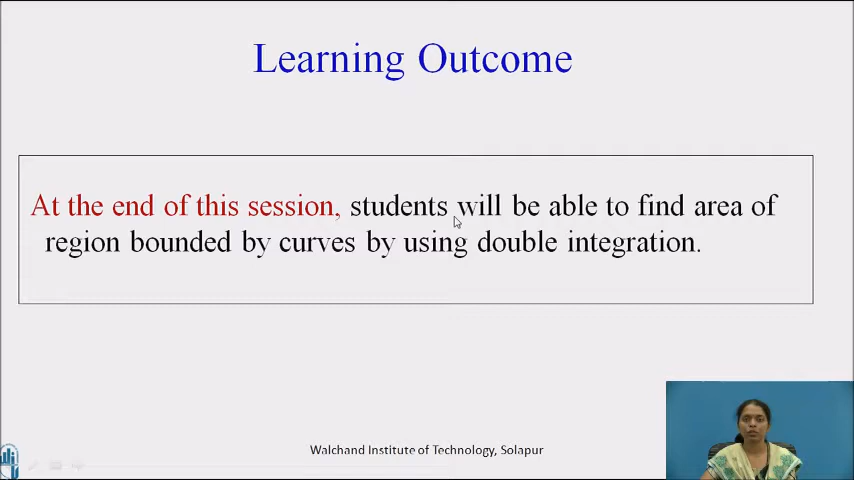 Learning Outcome
At the end of this session, students will be able to find area of
region bounded by curves by using double integration.
Walchand Institute of Technology, Solapur